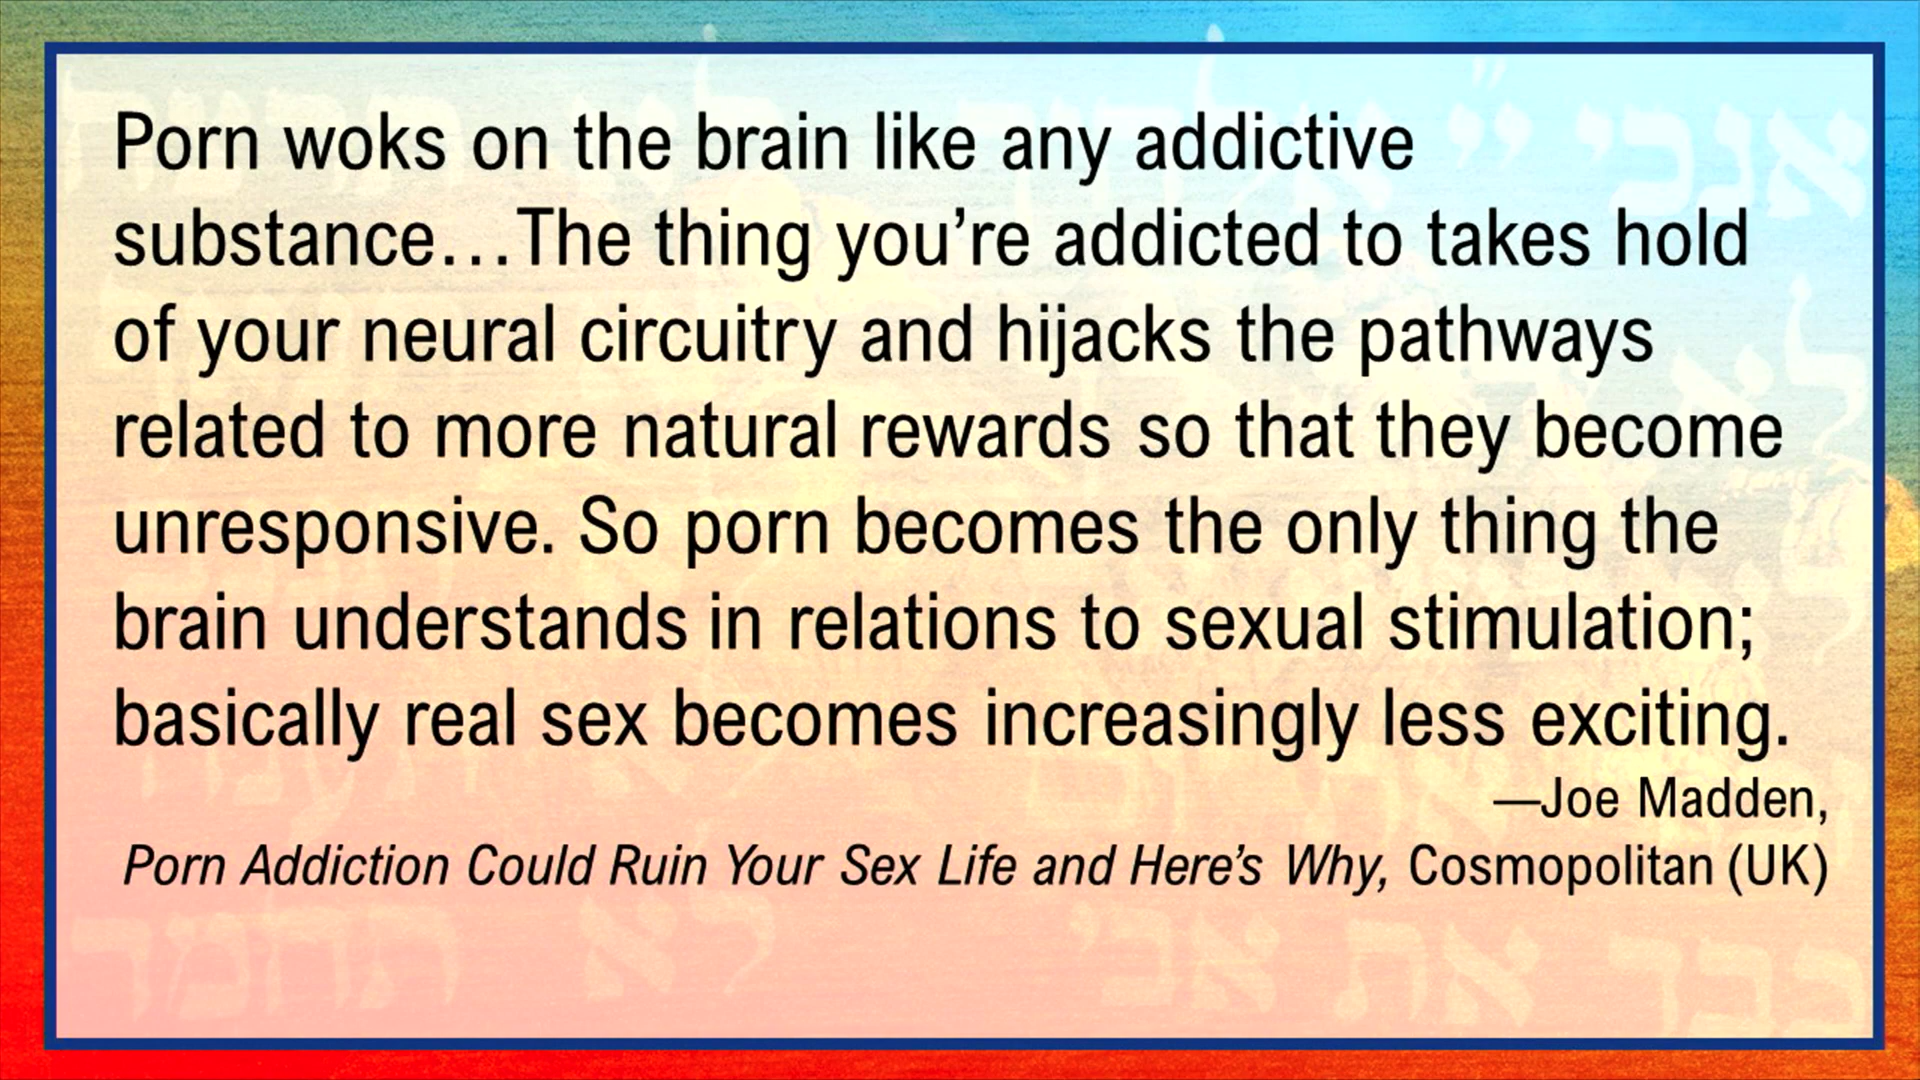 Porn woks on the brain like any addictive
substance…The thing you’re addicted to takes hold
of your neural circuitry and hijacks the pathways
related to more natural rewards so that they become
unresponsive. So porn becomes the only thing the
brain understands in relations to sexual stimulation;
basically real sex becomes increasingly less exciting.
—Joe Madden,
Porn Addiction Could Ruin Your Sex Life and Here’s Why, Cosmopolitan (UK)